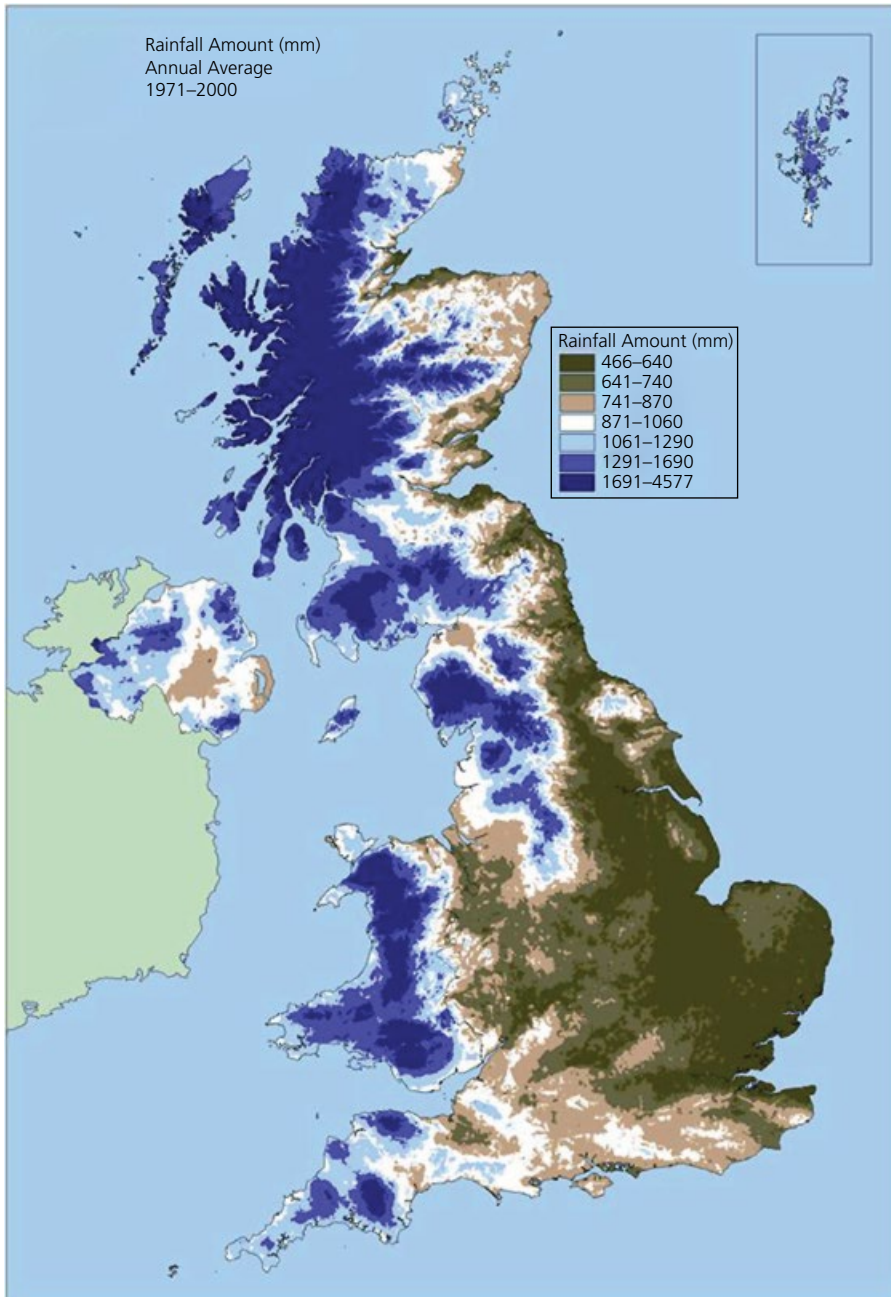 Rainfall Amount (mm)
Annual Average
1971–2000
Rainfall Amount (mm)
466–640
641–740
741–870
871–1060
1061–1290
1291–1690
1691–4577